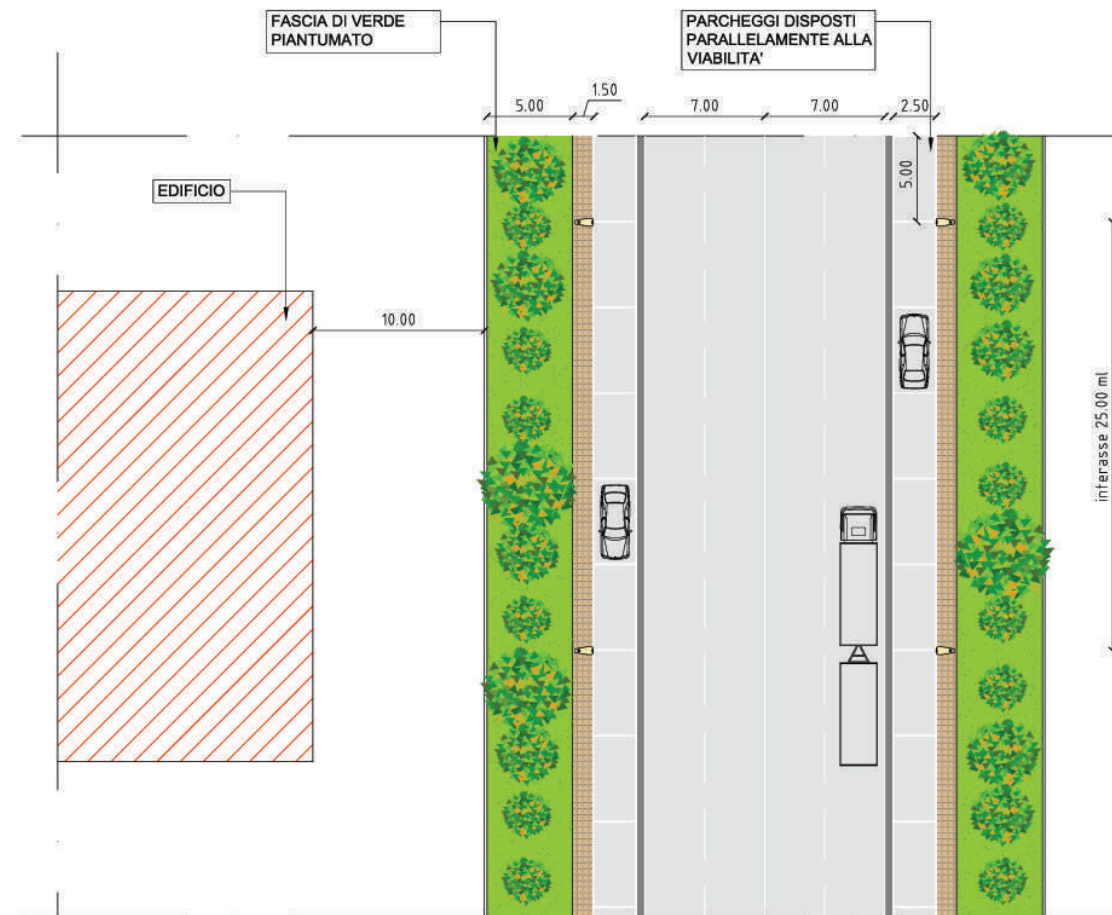 FASCIA DI VERDE
PIANTUMATO
PARCHEGGI DISPOSTI
PARALLELAMENTE ALLA
VIABILITA'
5.00
1.50
7.00
7.00
2.50
5.00
EDIFICIO
10.00
interasse 25.00 ml